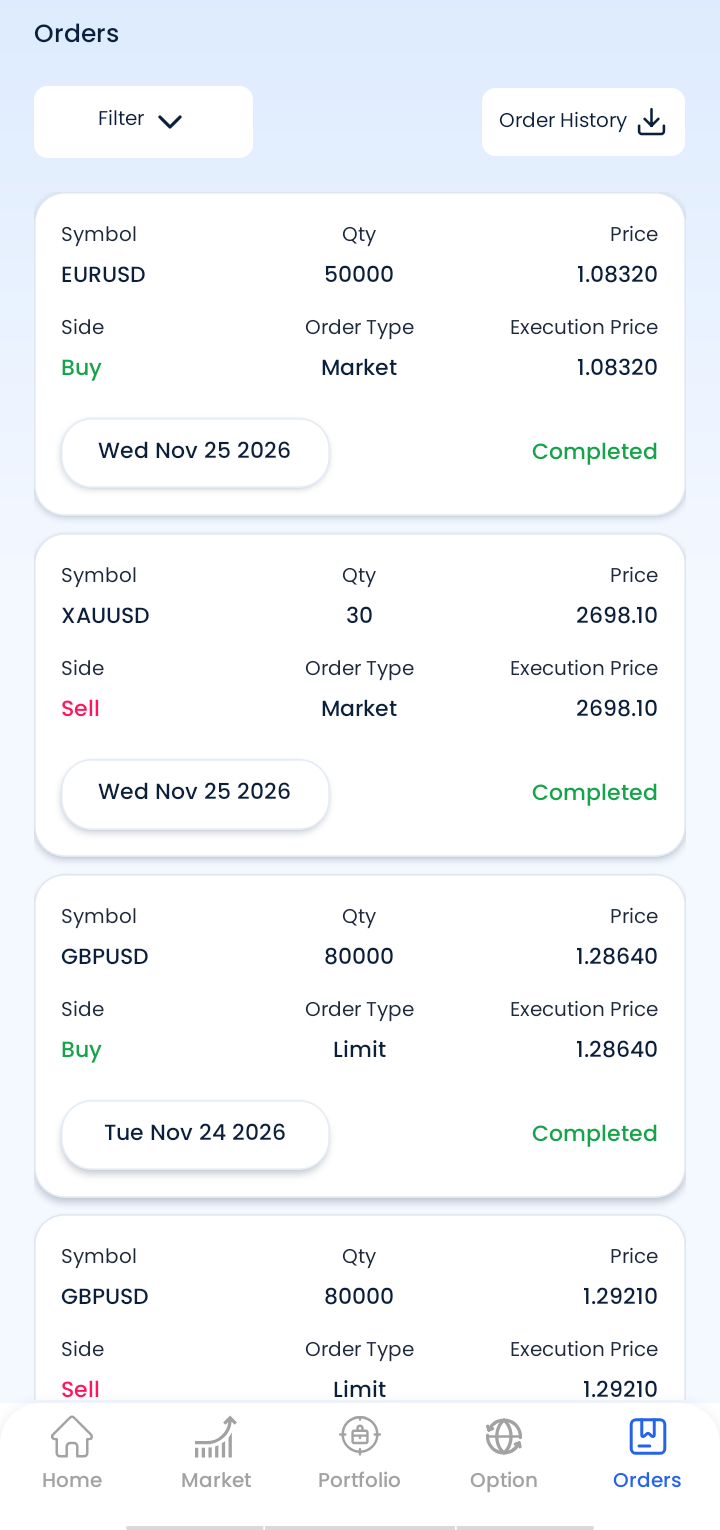 Orders
Filter
Order History
Symbol Qty Price
EURUSD 50000 1.08320
Side Order Type Execution Price
Buy Market 1.08320
Wed Nov 25 2026 Completed
Symbol Qty Price
XAUUSD 30 2698.10
Side Order Type Execution Price
Sell Market 2698.10
Wed Nov 25 2026 Completed
Symbol Qty Price
GBPUSD 80000 1.28640
Side Order Type Execution Price
Buy Limit 1.28640
Tue Nov 24 2026 Completed
Symbol Qty Price
GBPUSD 80000 1.29210
Side Order Type Execution Price
Sell Limit 1.29210
Home Market Portfolio Option Orders